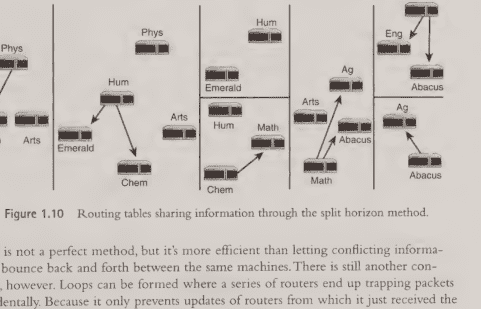 Phys
Arts
Phys
Hum
Emerald
Arts
Chem
Hum
Emerald
Hum
Math
Chem
Ag
Arts
Abacus
Math
Eng
Abacus
Ag
Abacus
Figure 1.10 Routing tables sharing information through the split horizon method.
is not a perfect method, but it's more efficient than letting conflicting informa-
bounce back and forth between the same machines. There is still another con-
however. Loops can be formed where a series of routers end up trapping packets
dentally. Because it only prevents updates of routers from which it just received the